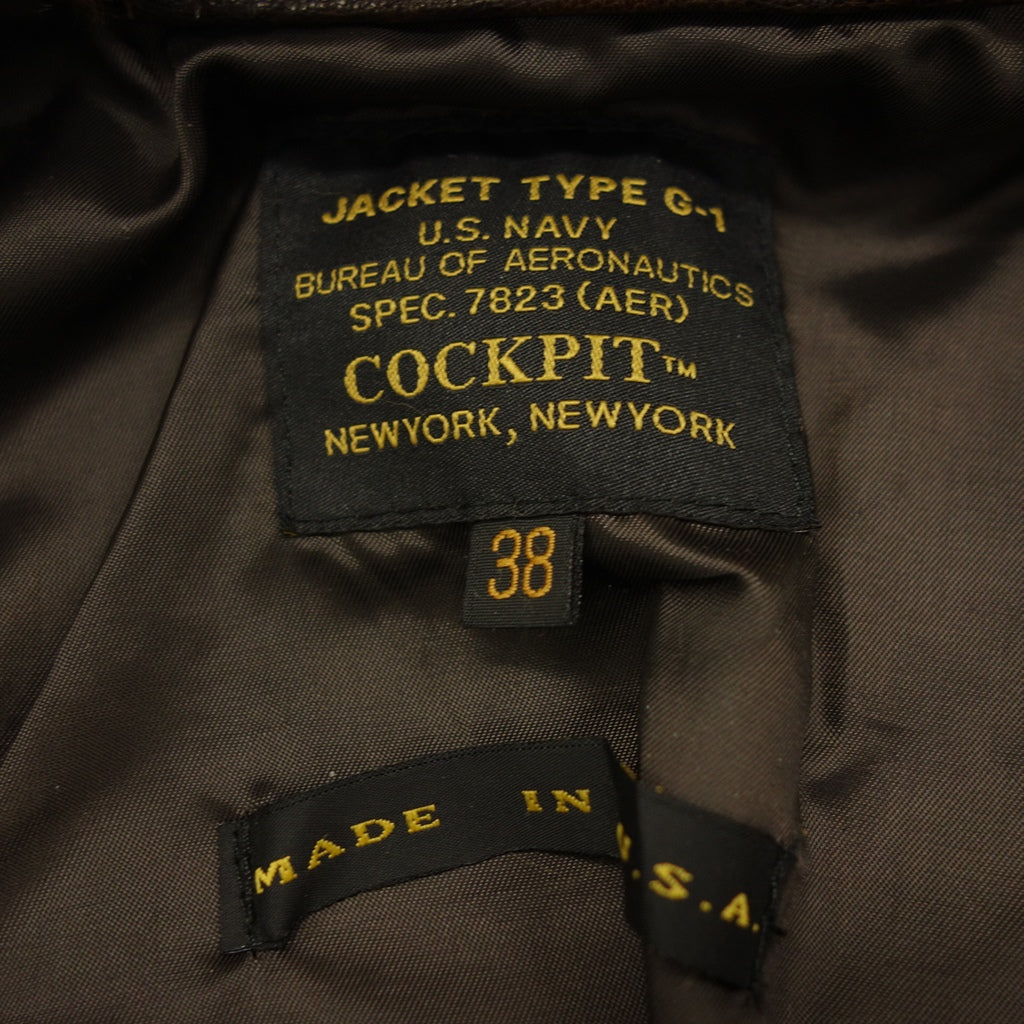 JACKET TYPE G-1
U.S. NAVY
BUREAU OF AERONAUTICS
SPEC. 7823 (AER)
COCKPIT™
NEWYORK, NEWYORK
38
MADE IN U.S.A.